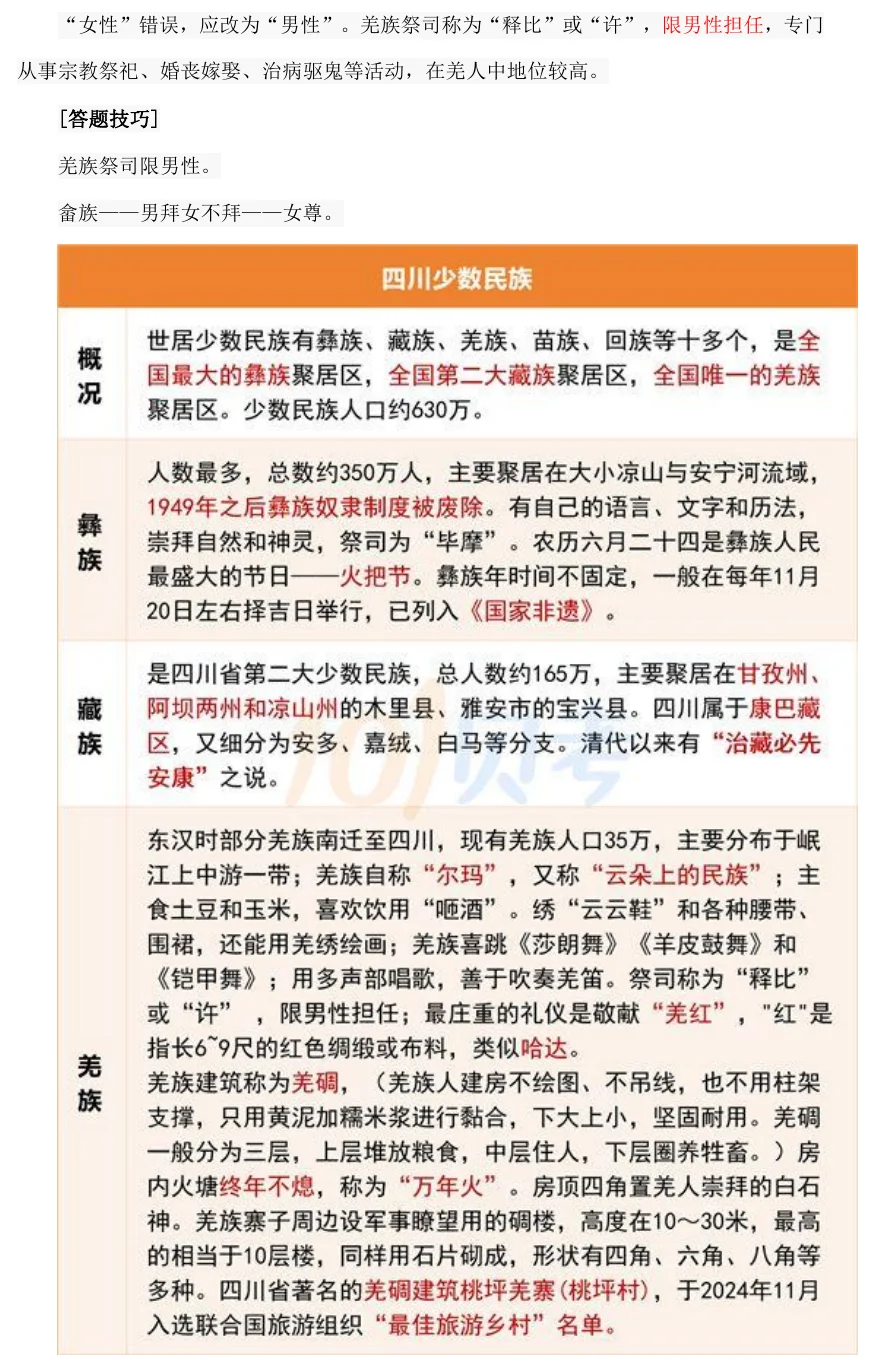 “女性”错误，应改为“男性”。羌族祭司称为“释比”或“许”，限男性担任，专门
从事宗教祭祀、婚丧嫁娶、治病驱鬼等活动，在羌人中地位较高。
[答题技巧]
羌族祭司限男性。
畲族——男拜女不拜——女尊。
四川少数民族
概况
世居少数民族有彝族、藏族、羌族、苗族、回族等十多个，是全
国最大的彝族聚居区，全国第二大藏族聚居区，全国唯一的羌族
聚居区。少数民族人口约630万。
彝族
人数最多，总数约350万人，主要聚居在大小凉山与安宁河流域，
1949年之后彝族奴隶制度被废除。有自己的语言、文字和历法，
崇拜自然和神灵，祭司为“毕摩”。农历六月二十四是彝族人民
最盛大的节日——火把节。彝族年时间不固定，一般在每年11月
20日左右择吉日举行，已列入《国家非遗》。
藏族
是四川省第二大少数民族，总人数约165万，主要聚居在甘孜州、
阿坝两州和凉山州的木里县、雅安市的宝兴县。四川属于康巴藏
区，又细分为安多、嘉绒、白马等分支。清代以来有“治藏必先
安康”之说。
101贝考
羌族
东汉时部分羌族南迁至四川，现有羌族人口35万，主要分布于岷
江上中游一带；羌族自称“尔玛”，又称“云朵上的民族”；主
食土豆和玉米，喜欢饮用“咂酒”。绣“云云鞋”和各种腰带、
围裙，还能用羌绣绘画；羌族喜跳《莎朗舞》《羊皮鼓舞》和
《铠甲舞》；用多声部唱歌，善于吹奏羌笛。祭司称为“释比”
或“许”，限男性担任；最庄重的礼仪是敬献“羌红”，"红"是
指长6~9尺的红色绸缎或布料，类似哈达。
羌族建筑称为羌碉，（羌族人建房不绘图、不吊线，也不用柱架
支撑，只用黄泥加糯米浆进行黏合，下大上小，坚固耐用。羌碉
一般分为三层，上层堆放粮食，中层住人，下层圈养牲畜。）房
内火塘终年不熄，称为“万年火”。房顶四角置羌人崇拜的白石
神。羌族寨子周边设军事瞭望用的碉楼，高度在10～30米，最高
的相当于10层楼，同样用石片砌成，形状有四角、六角、八角等
多种。四川省著名的羌碉建筑桃坪羌寨(桃坪村)，于2024年11月
入选联合国旅游组织“最佳旅游乡村”名单。